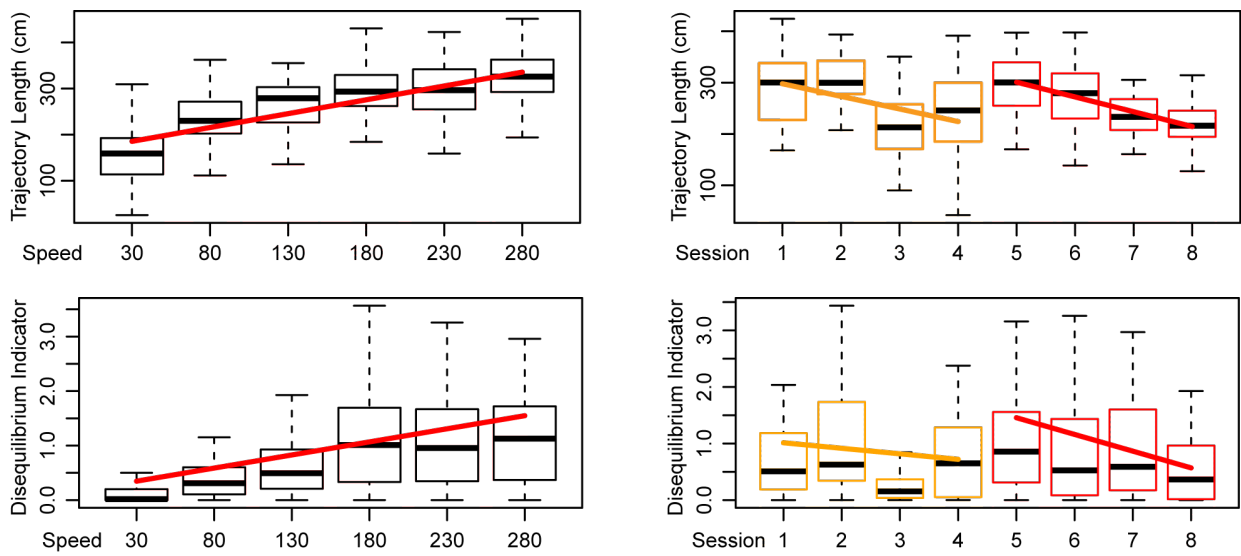 Trajectory Length (cm)
300
100
Speed 30 80 130 180 230 280
Trajectory Length (cm)
300
100
Session 1 2 3 4 5 6 7 8
Disequilibrium Indicator
3.0
2.0
1.0
0.0
Speed 30 80 130 180 230 280
Disequilibrium Indicator
3.0
2.0
1.0
0.0
Session 1 2 3 4 5 6 7 8